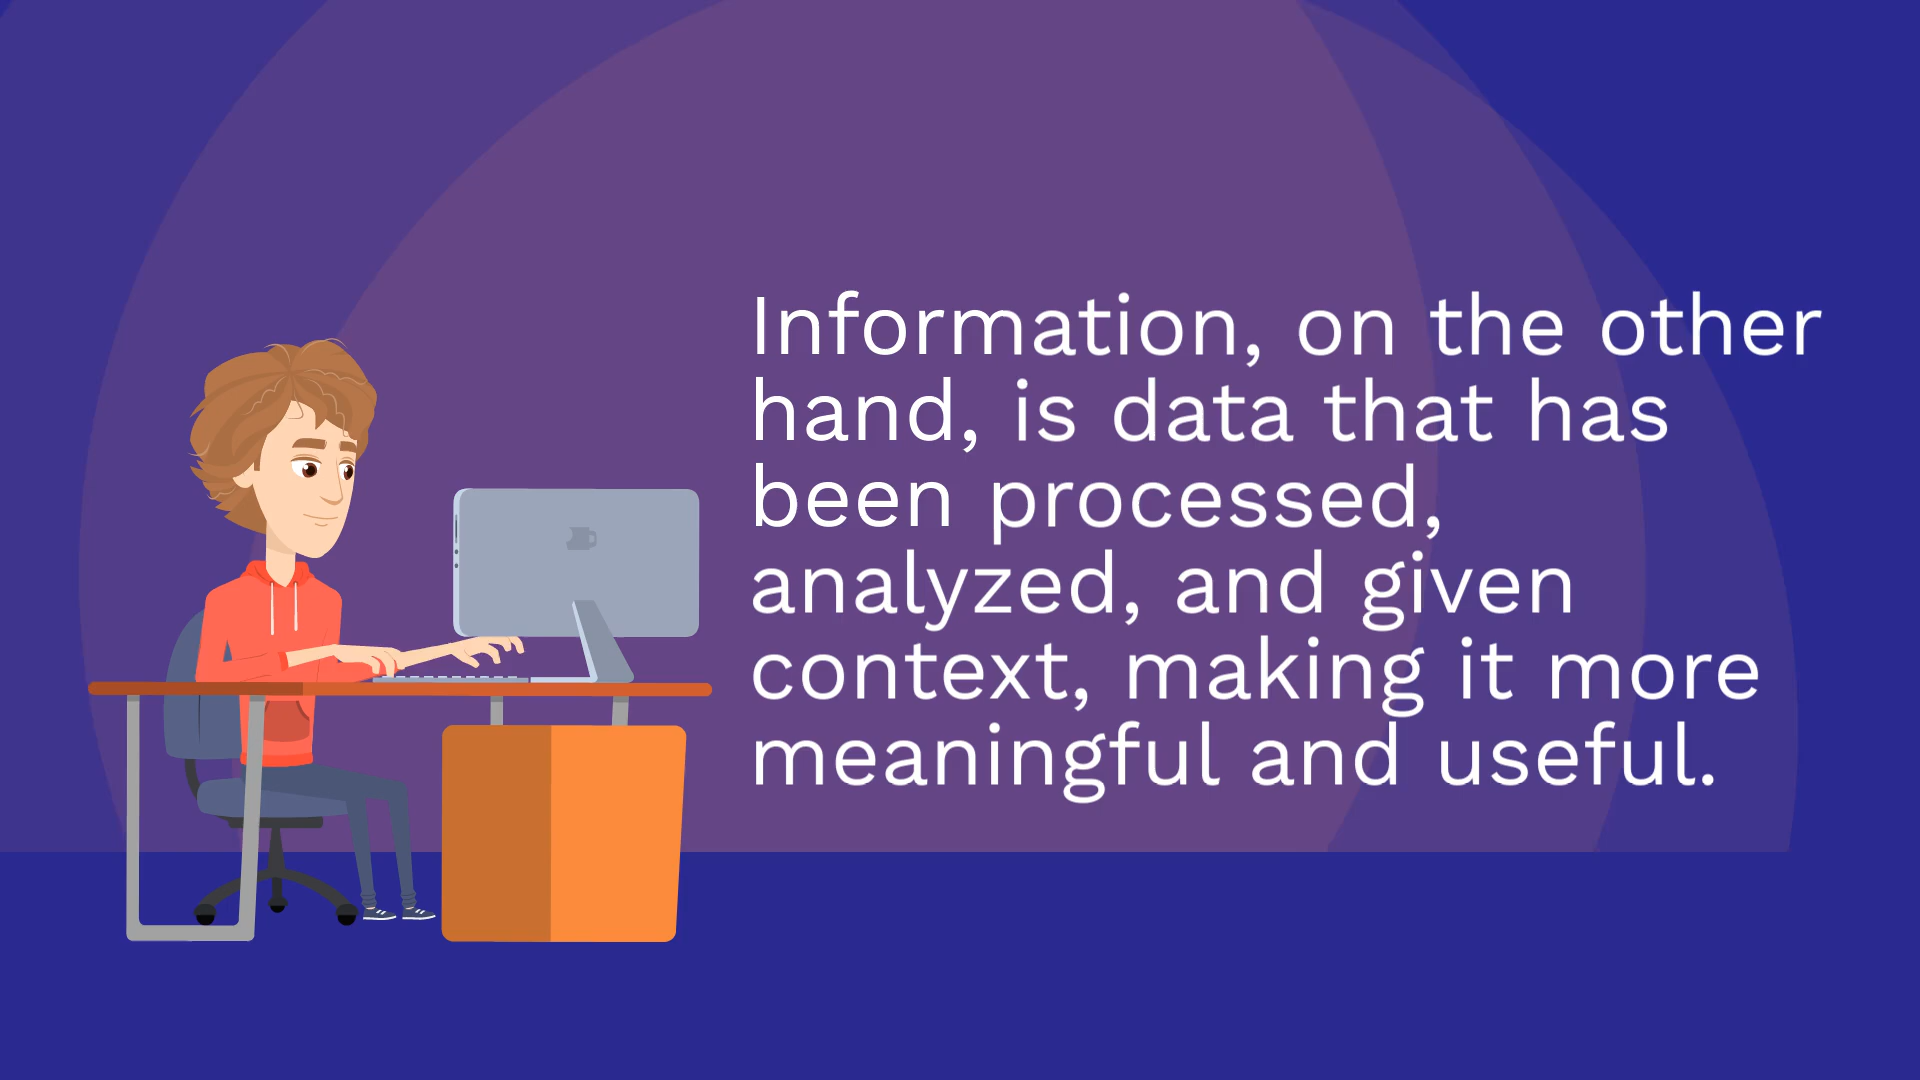 Information, on the other
hand, is data that has
been processed,
analyzed, and given
context, making it more
meaningful and useful.